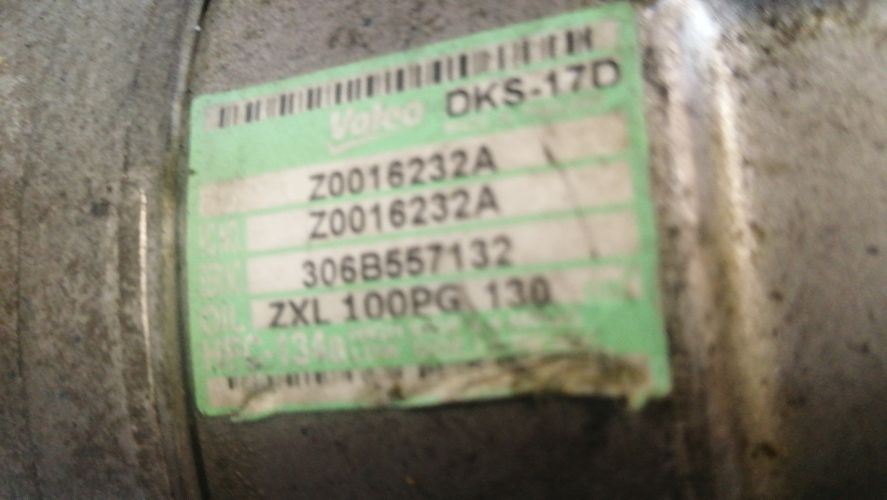 Valeo DKS-17D
Z0016232A
Z0016232A
306B557132
OIL ZXL 100PG 130
HFC-134a